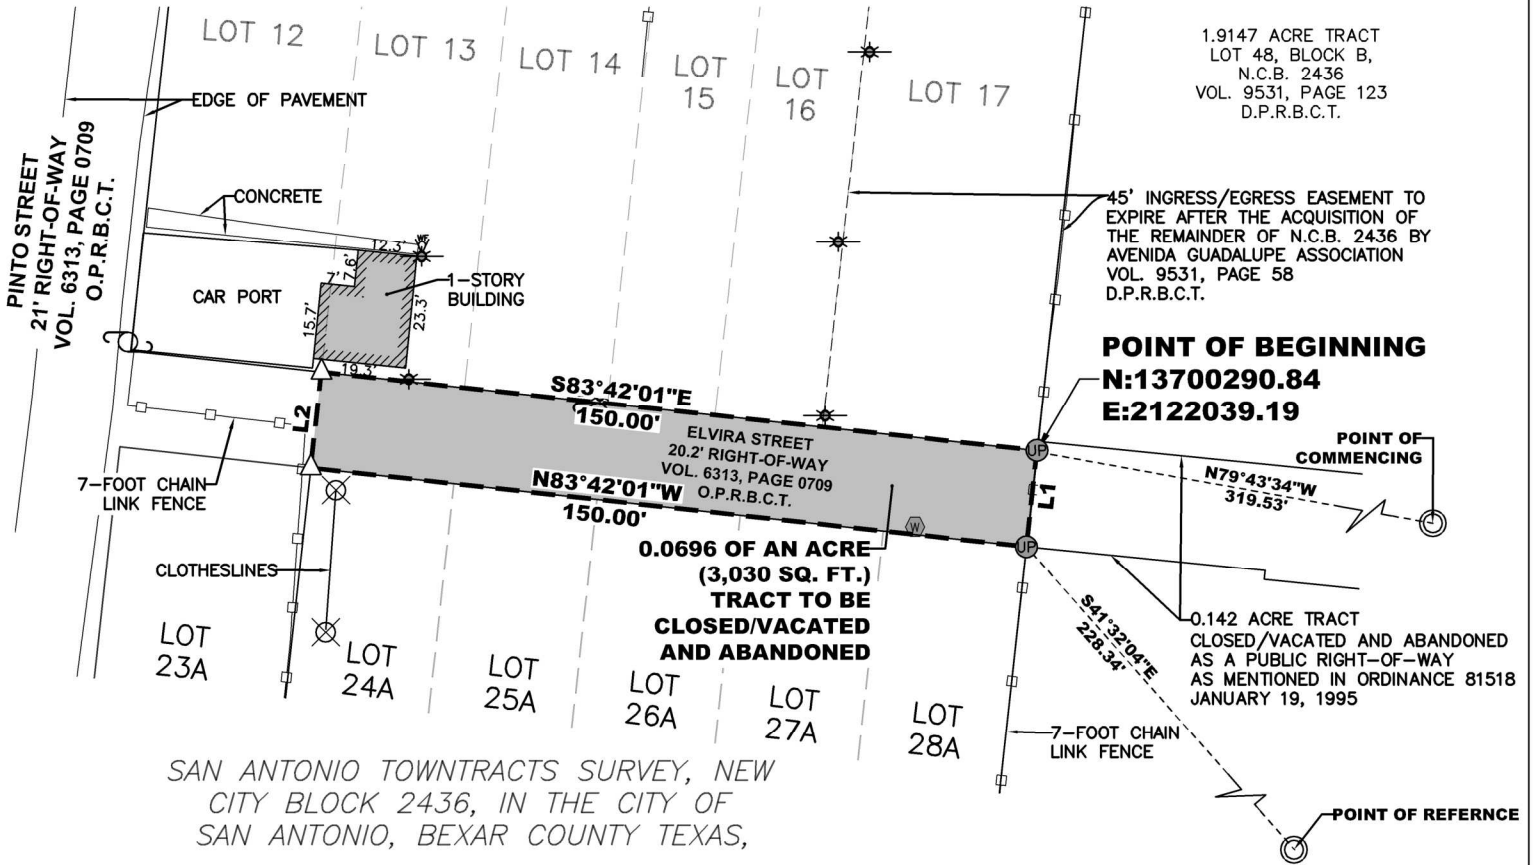 LOT 12
LOT 13
LOT 14
LOT
15
LOT
16
LOT 17
1.9147 ACRE TRACT
LOT 48, BLOCK B,
N.C.B. 2436
VOL. 9531, PAGE 123
D.P.R.B.C.T.
EDGE OF PAVEMENT
PINTO STREET
21' RIGHT-OF-WAY
VOL. 6313, PAGE 0709
O.P.R.B.C.T.
CONCRETE
12.3'
7.6'
7'
CAR PORT
1-STORY
BUILDING
15.7'
23.3'
19.3'
45' INGRESS/EGRESS EASEMENT TO
EXPIRE AFTER THE ACQUISITION OF
THE REMAINDER OF N.C.B. 2436 BY
AVENIDA GUADALUPE ASSOCIATION
VOL. 9531, PAGE 58
D.P.R.B.C.T.
POINT OF BEGINNING
N:13700290.84
E:2122039.19
S83°42'01"E
150.00'
L2
ELVIRA STREET
20.2' RIGHT-OF-WAY
VOL. 6313, PAGE 0709
O.P.R.B.C.T.
UP
POINT OF
COMMENCING
N79°43'34"W
319.53'
L1
7-FOOT CHAIN
LINK FENCE
N83°42'01"W
150.00'
W
UP
0.0696 OF AN ACRE
(3,030 SQ. FT.)
TRACT TO BE
CLOSED/VACATED
AND ABANDONED
CLOTHESLINES
S41°32'04"E
228.34'
0.142 ACRE TRACT
CLOSED/VACATED AND ABANDONED
AS A PUBLIC RIGHT-OF-WAY
AS MENTIONED IN ORDINANCE 81518
JANUARY 19, 1995
LOT
23A
LOT
24A
LOT
25A
LOT
26A
LOT
27A
LOT
28A
7-FOOT CHAIN
LINK FENCE
SAN ANTONIO TOWNTRACTS SURVEY, NEW
CITY BLOCK 2436, IN THE CITY OF
SAN ANTONIO, BEXAR COUNTY TEXAS,
POINT OF REFERNCE